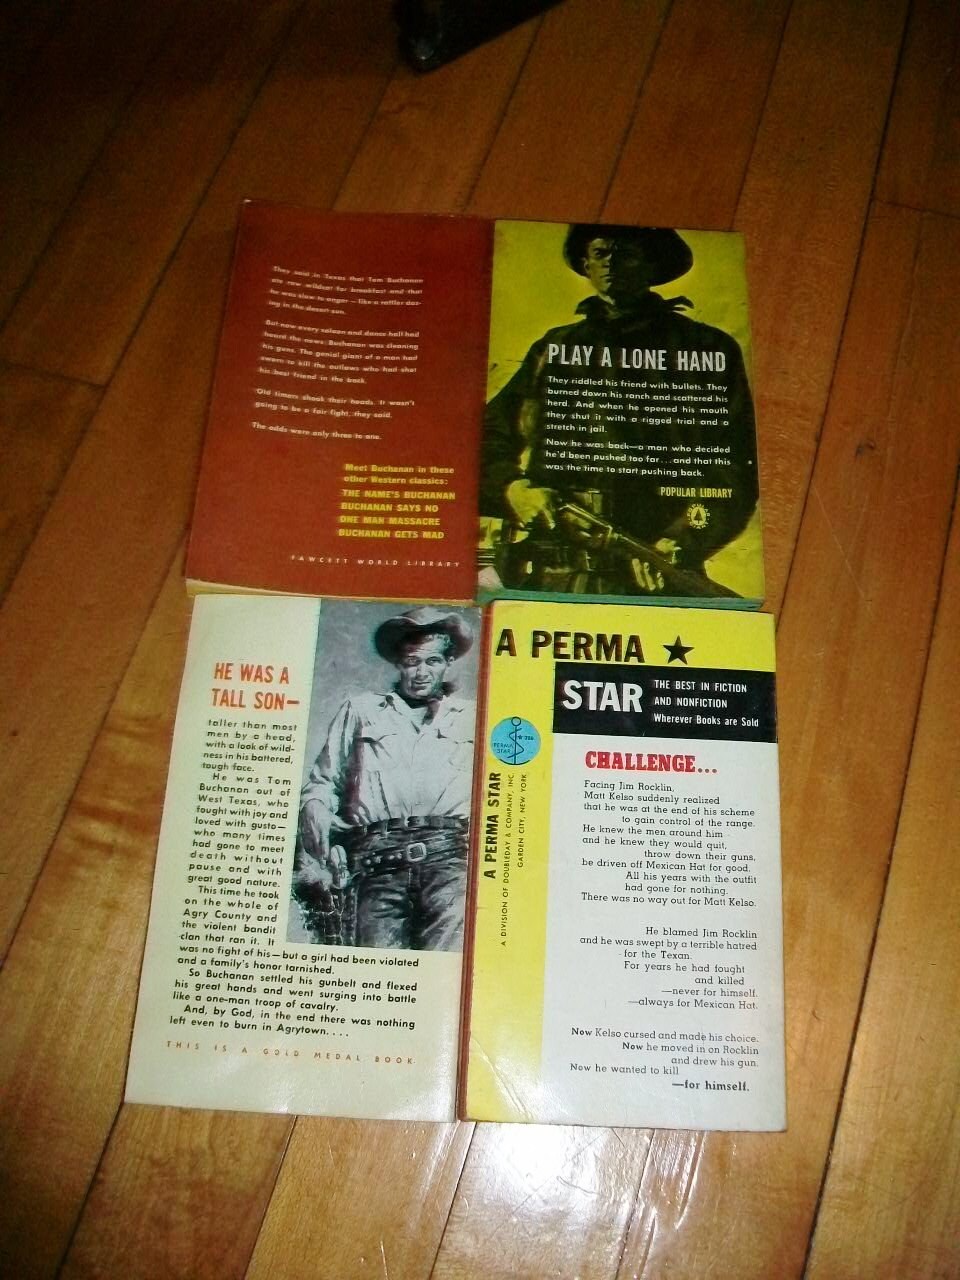 They said in Texas that Tom Buchanan
ate raw wildcat for breakfast and that
he was slow to anger — like a rattler doz-
ing in the desert sun.
But now every saloon and dance hall had
heard the news: Buchanan was cleaning
his guns. The genial giant of a man had
sworn to kill the outlaws who had shot
his best friend in the back.
Old timers shook their heads. It wasn't
going to be a fair fight, they said.
The odds were only three to one.
Meet Buchanan in these
other Western classics:
THE NAME'S BUCHANAN
BUCHANAN SAYS NO
ONE MAN MASSACRE
BUCHANAN GETS MAD
FAWCETT WORLD LIBRARY
PLAY A LONE HAND
They riddled his friend with bullets. They
burned down his ranch and scattered his
herd. And when he opened his mouth
they shut it with a rigged trial and a
stretch in jail.
Now he was back—a man who decided
he'd been pushed too far...and that this
was the time to start pushing back.
POPULAR LIBRARY
HE WAS A
TALL SON—
taller than most
men by a head,
with a look of wild-
ness in his battered,
tough face.
He was Tom
Buchanan out of
West Texas, who
fought with joy and
loved with gusto—
who many times
had gone to meet
death without
pause and with
great good nature.
This time he took
on the whole of
Agry County and
the violent bandit
clan that ran it. It
was no fight of his—but a girl had been violated
and a family's honor tarnished.
So Buchanan settled his gunbelt and flexed
his great hands and went surging into battle
like a one-man troop of cavalry.
And, by God, in the end there was nothing
left even to burn in Agrytown. . . .
THIS IS A GOLD MEDAL BOOK
A PERMA
STAR
THE BEST IN FICTION
AND NONFICTION
Wherever Books are Sold
PERMA
STAR
A PERMA STAR
A DIVISION OF DOUBLEDAY & COMPANY, INC.
GARDEN CITY, NEW YORK
CHALLENGE...
Facing Jim Rocklin,
Matt Kelso suddenly realized
that he was at the end of his scheme
to gain control of the range.
He knew the men around him
and he knew they would quit,
throw down their guns,
be driven off Mexican Hat for good.
All his years with the outfit
had gone for nothing.
There was no way out for Matt Kelso.
He blamed Jim Rocklin
and he was swept by a terrible hatred
for the Texan.
For years he had fought
and killed
—never for himself.
—always for Mexican Hat.
Now Kelso cursed and made his choice.
Now he moved in on Rocklin
and drew his gun.
Now he wanted to kill
—for himself.